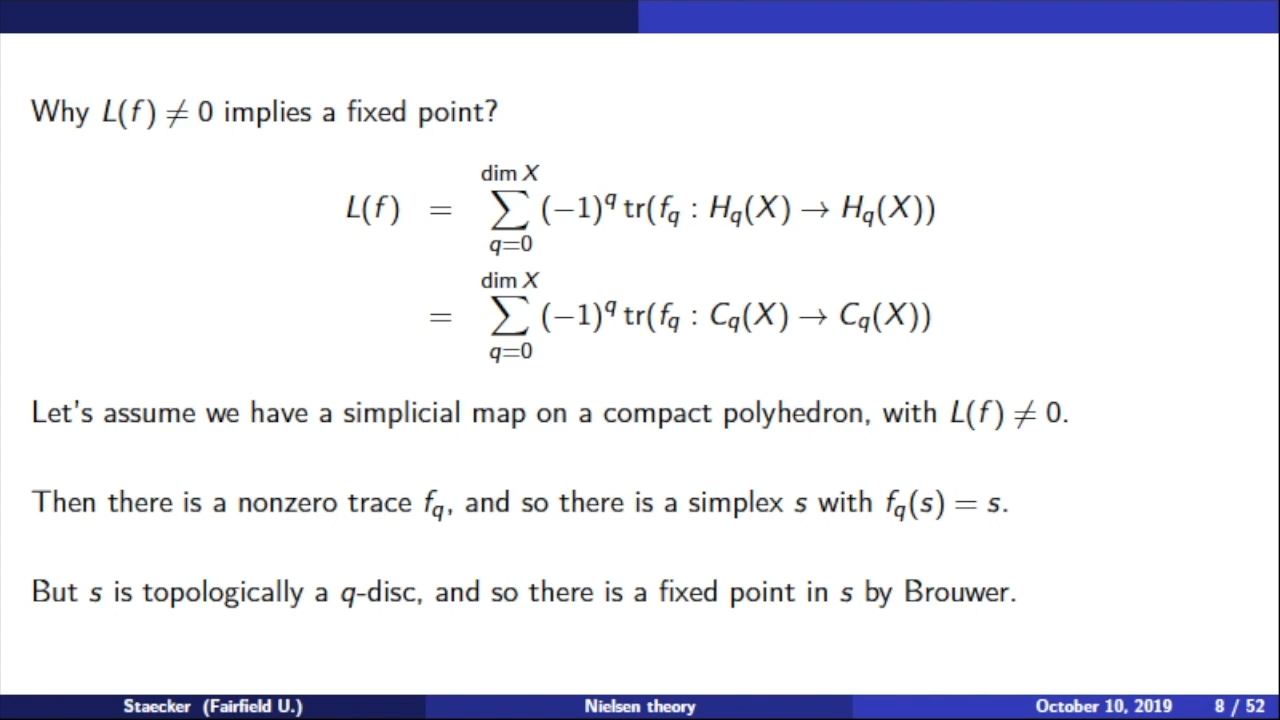 Why L(f) ≠ 0 implies a fixed point?
L(f) = ∑_{q=0}^{dim X} (−1)^q tr(f_q : H_q(X) → H_q(X))
= ∑_{q=0}^{dim X} (−1)^q tr(f_q : C_q(X) → C_q(X))
Let's assume we have a simplicial map on a compact polyhedron, with L(f) ≠ 0.
Then there is a nonzero trace f_q, and so there is a simplex s with f_q(s) = s.
But s is topologically a q-disc, and so there is a fixed point in s by Brouwer.
Staecker (Fairfield U.) Nielsen theory October 10, 2019 8 / 52